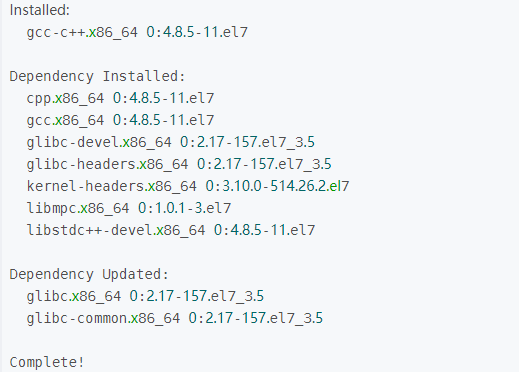 Installed:
gcc-c++.x86_64 0:4.8.5-11.el7
Dependency Installed:
cpp.x86_64 0:4.8.5-11.el7
gcc.x86_64 0:4.8.5-11.el7
glibc-devel.x86_64 0:2.17-157.el7_3.5
glibc-headers.x86_64 0:2.17-157.el7_3.5
kernel-headers.x86_64 0:3.10.0-514.26.2.el7
libmpc.x86_64 0:1.0.1-3.el7
libstdc++-devel.x86_64 0:4.8.5-11.el7
Dependency Updated:
glibc.x86_64 0:2.17-157.el7_3.5
glibc-common.x86_64 0:2.17-157.el7_3.5
Complete!